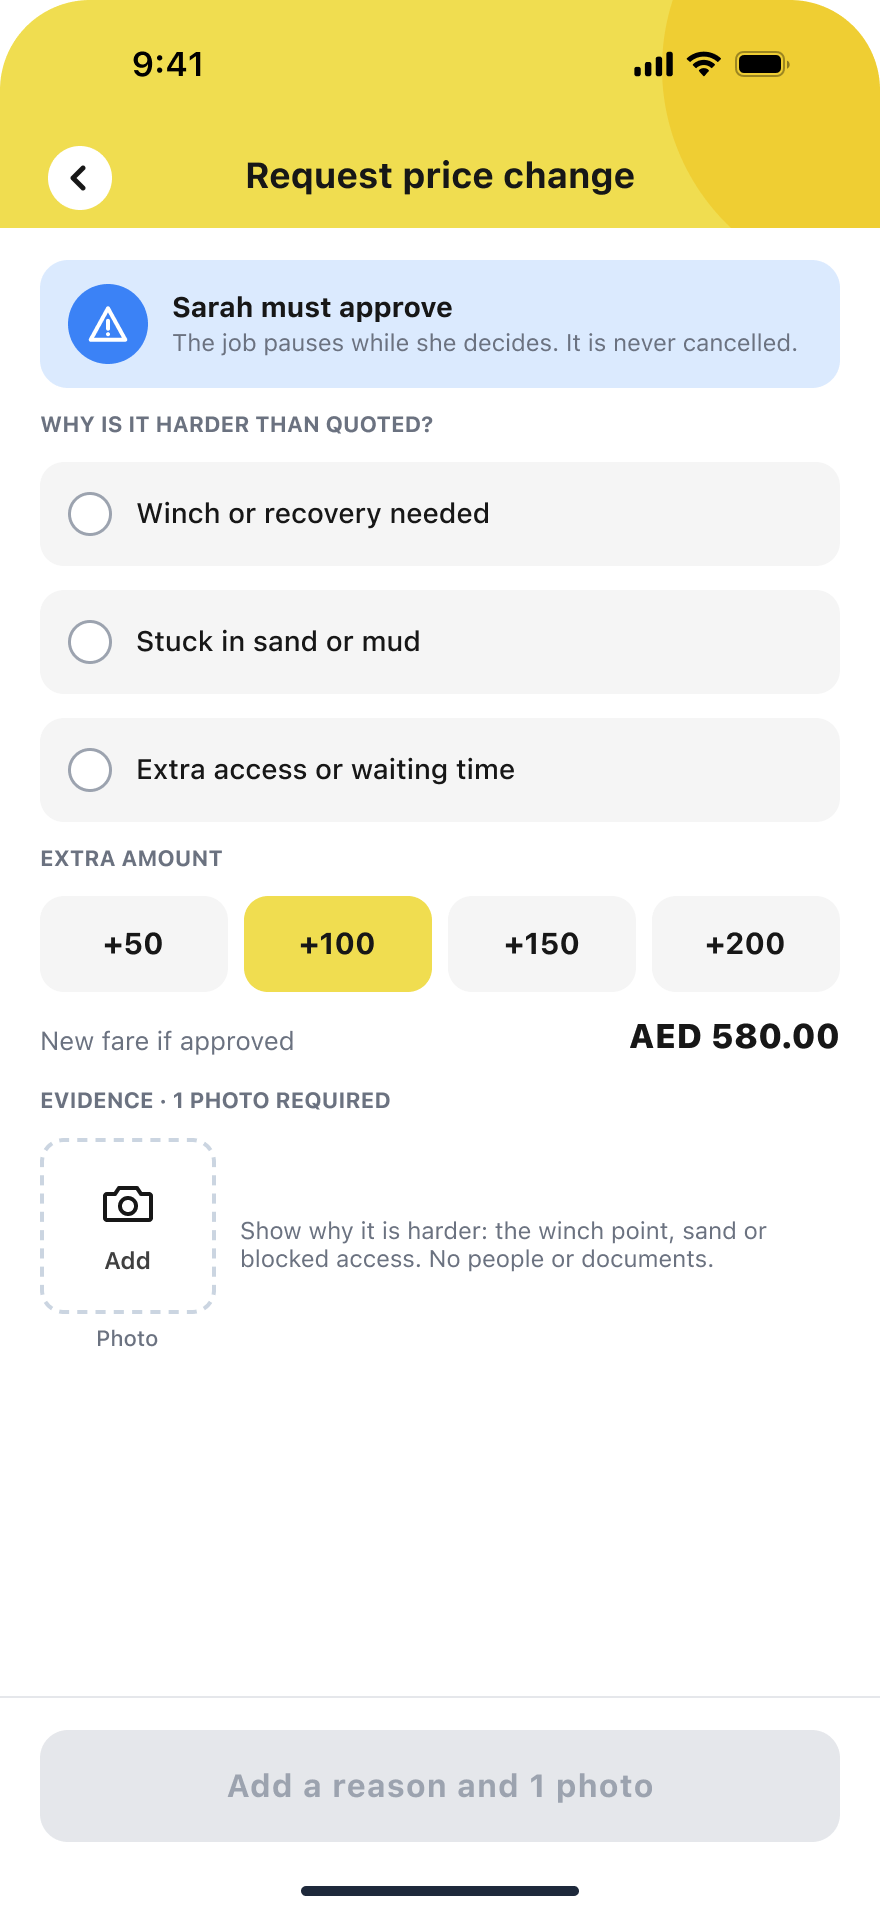 9:41
Request price change
Sarah must approve
The job pauses while she decides. It is never cancelled.
WHY IS IT HARDER THAN QUOTED?
Winch or recovery needed
Stuck in sand or mud
Extra access or waiting time
EXTRA AMOUNT
+50
+100
+150
+200
New fare if approved
AED 580.00
EVIDENCE · 1 PHOTO REQUIRED
Add
Show why it is harder: the winch point, sand or
blocked access. No people or documents.
Photo
Add a reason and 1 photo